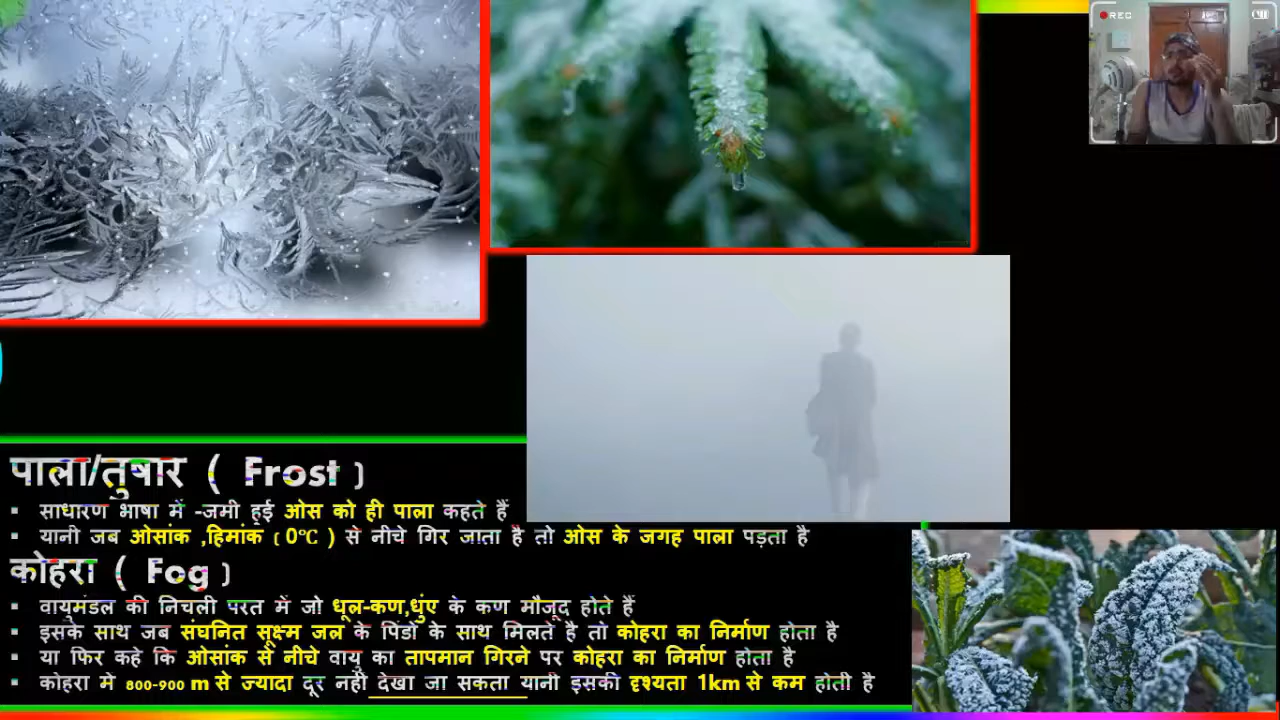 REC
पाला/तुषार ( Frost )
साधारण भाषा में -जमी हुई ओस को ही पाला कहते हैं
यानी जब ओसांक ,हिमांक ( 0℃ ) से नीचे गिर जाता है तो ओस के जगह पाला पड़ता है
कोहरा ( Fog )
वायुमंडल की निचली परत में जो धूल-कण,धुंए के कण मौजूद होते हैं
इसके साथ जब संघनित सूक्ष्म जल के पिंडों के साथ मिलते है तो कोहरा का निर्माण होता है
या फिर कहे कि ओसांक से नीचे वायु का तापमान गिरने पर कोहरा का निर्माण होता है
कोहरा मे 800-900 m से ज्यादा दूर नही देखा जा सकता यानी इसकी दृश्यता 1km से कम होती है